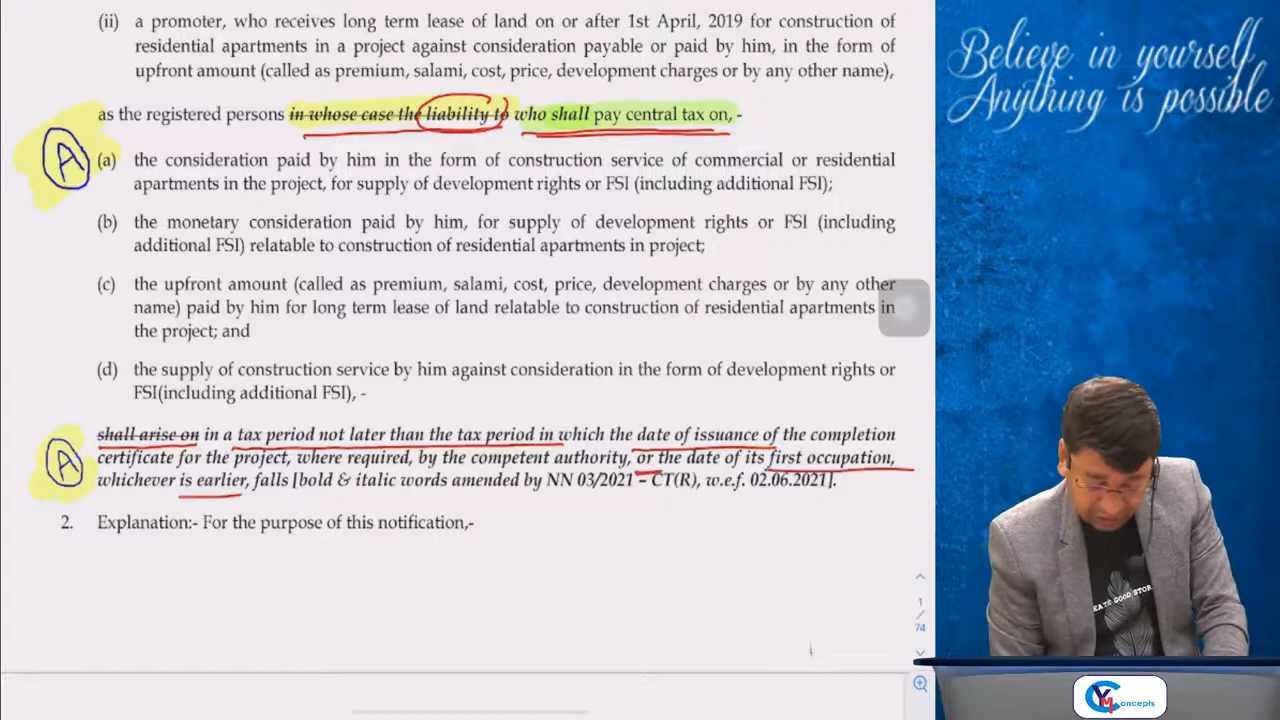 (ii) a promoter, who receives long term lease of land on or after 1st April, 2019 for construction of
residential apartments in a project against consideration payable or paid by him, in the form of
upfront amount (called as premium, salami, cost, price, development charges or by any other name),
as the registered persons in whose case the liability to who shall pay central tax on, -
A
(a) the consideration paid by him in the form of construction service of commercial or residential
apartments in the project, for supply of development rights or FSI (including additional FSI);
(b) the monetary consideration paid by him, for supply of development rights or FSI (including
additional FSI) relatable to construction of residential apartments in project;
(c) the upfront amount (called as premium, salami, cost, price, development charges or by any other
name) paid by him for long term lease of land relatable to construction of residential apartments in
the project; and
(d) the supply of construction service by him against consideration in the form of development rights or
FSI(including additional FSI), -
A
shall arise on in a tax period not later than the tax period in which the date of issuance of the completion
certificate for the project, where required, by the competent authority, or the date of its first occupation,
whichever is earlier, falls [bold & italic words amended by NN 03/2021 – CT(R), w.e.f. 02.06.2021].
2. Explanation:- For the purpose of this notification,-
1
/
74
Believe in yourself
Anything is possible
EATE GOOD STOR
YM Concepts